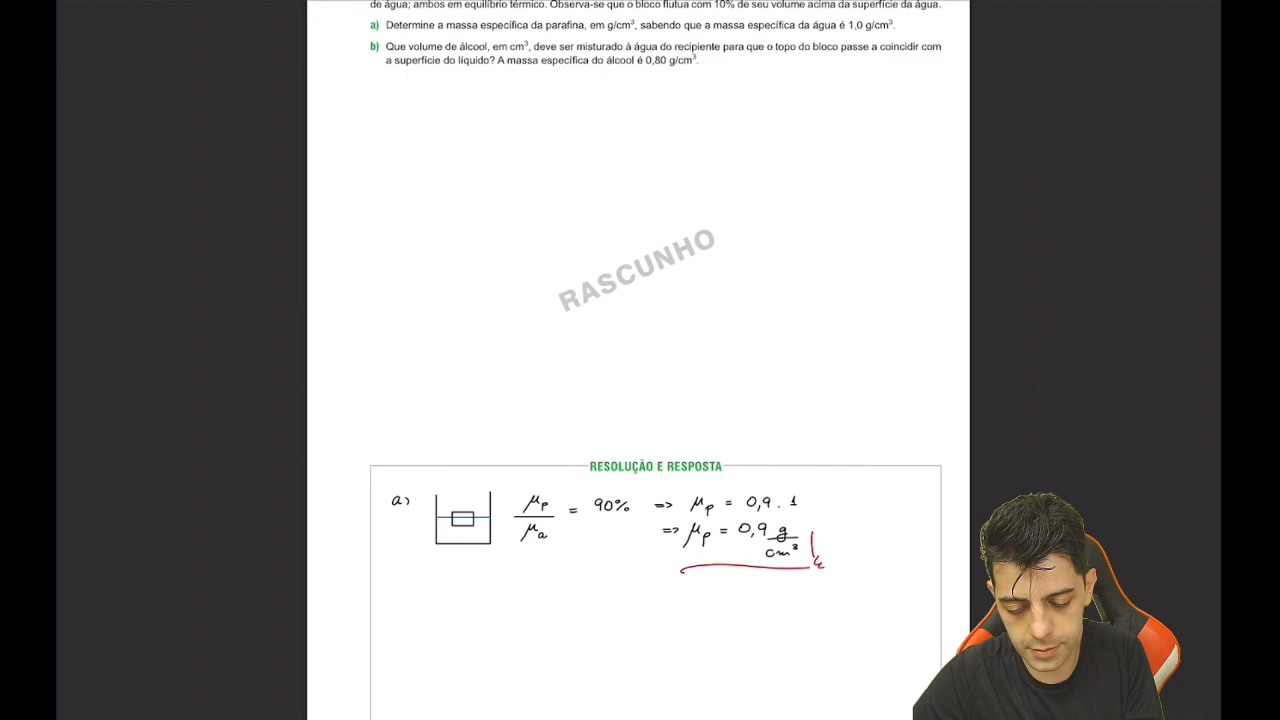 de água; ambos em equilíbrio térmico. Observa-se que o bloco flutua com 10% de seu volume acima da superfície da água.
a) Determine a massa específica da parafina, em g/cm³, sabendo que a massa específica da água é 1,0 g/cm³.
b) Que volume de álcool, em cm³, deve ser misturado à água do recipiente para que o topo do bloco passe a coincidir com
a superfície do líquido? A massa específica do álcool é 0,80 g/cm³.
RASCUNHO
RESOLUÇÃO E RESPOSTA
a) μp/μa = 90% => μp = 0,9 . 1
=> μp = 0,9 g/cm³